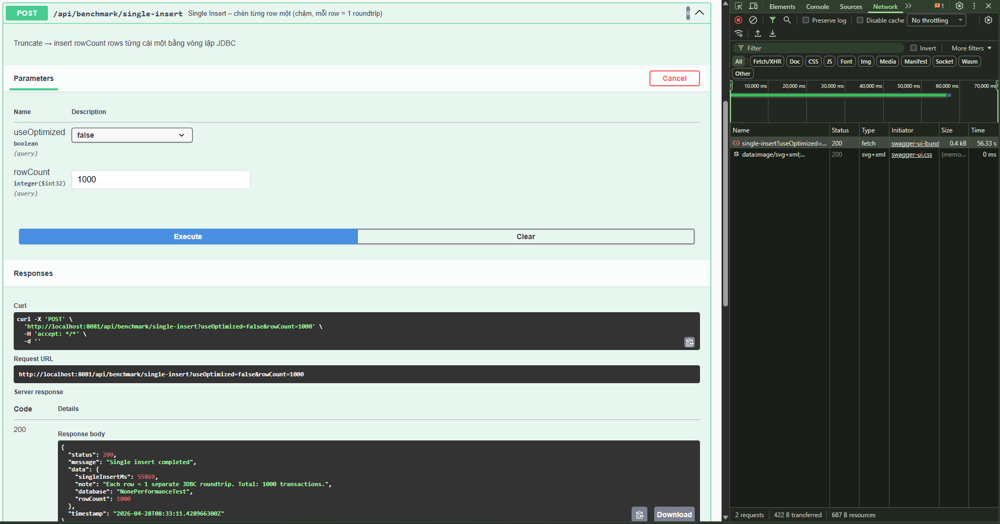 POST /api/benchmark/single-insert Single Insert – chèn từng row một (chậm, mỗi row = 1 roundtrip)
Truncate → insert rowCount rows từng cái một bằng vòng lặp JDBC
Parameters
Cancel
Name Description
useOptimized
boolean
(query)
false
rowCount
integer($int32)
(query)
1000
Execute
Clear
Responses
Curl
curl -X 'POST' \
'http://localhost:8081/api/benchmark/single-insert?useOptimized=false&rowCount=1000' \
-H 'accept: */*' \
-d ''
Request URL
http://localhost:8081/api/benchmark/single-insert?useOptimized=false&rowCount=1000
Server response
Code Details
200
Response body
{
"status": 200,
"message": "Single insert completed",
"data": {
"singleInsertMs": 55869,
"note": "Each row = 1 separate JDBC roundtrip. Total: 1000 transactions.",
"database": "NonePerformanceTest",
"rowCount": 1000
},
"timestamp": "2026-04-28T08:33:11.428966300Z"
}
Download
Elements Console Sources Network 1
Preserve log Disable cache No throttling
Filter Invert More filters
All Fetch/XHR Doc CSS JS Font Img Media Manifest Socket Wasm
Other
10,000 ms 20,000 ms 30,000 ms 40,000 ms 50,000 ms 60,000 ms 70,000 ms
Name Status Type Initiator Size Time
single-insert?useOptimized=... 200 fetch swagger-ui-bund 0.4 kB 56.33 s
data:image/svg+xml;... 200 svg+xml swagger-ui.css (memo... 0 ms
2 requests 422 B transferred 687 B resources